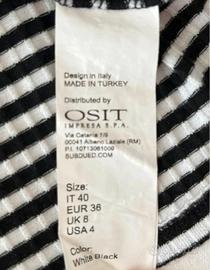 Design in Italy
MADE IN TURKEY
Distributed by
OSIT
IMPRESA S.P.A.
Via Catania 1/9
00041 Albano Laziale (RM)
P.I. 10713061000
SUBDUED.COM
Size:
IT 40
EUR 36
UK 8
USA 4
Color:
White Black